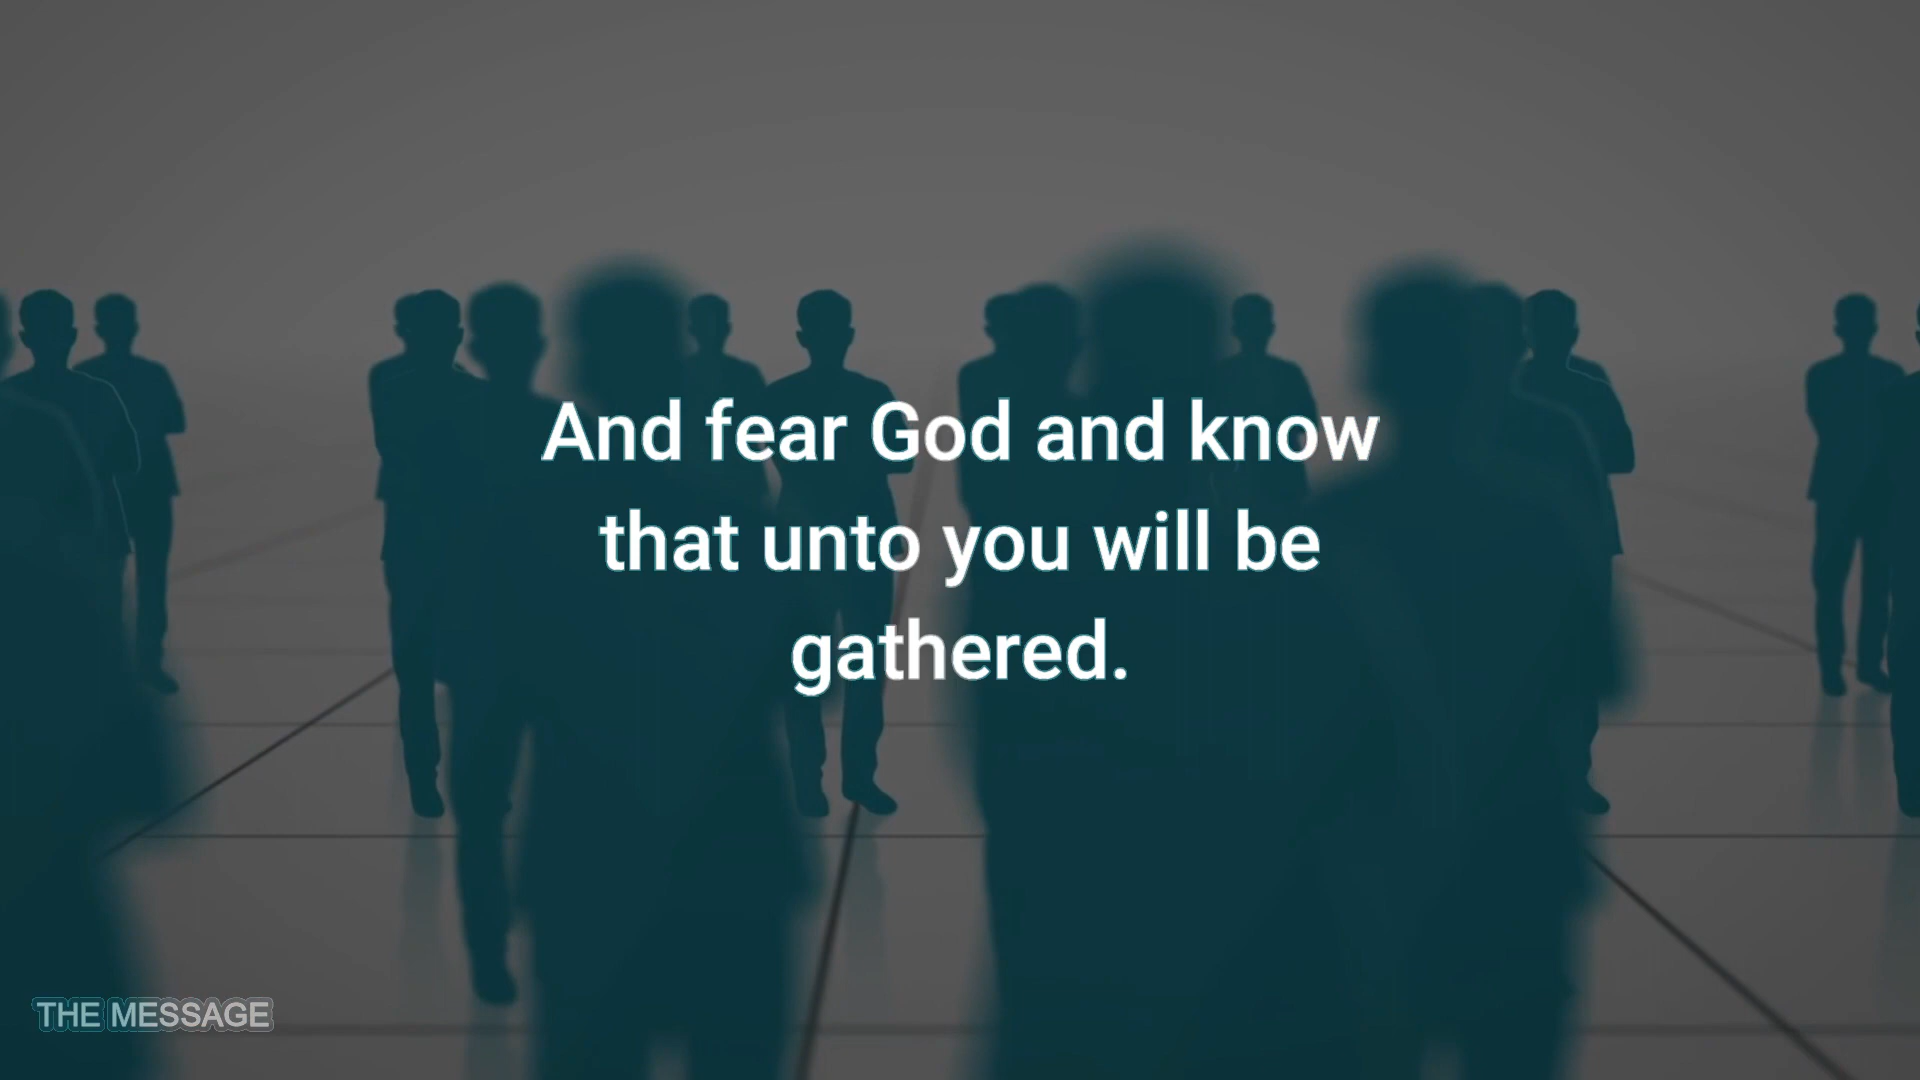 And fear God and know
that unto you will be
gathered.
THE MESSAGE